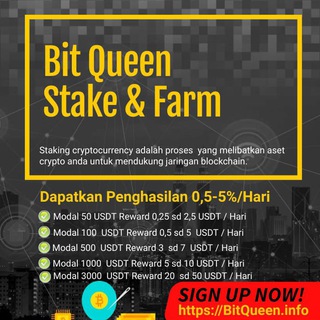 Bit Queen
Stake & Farm
Staking cryptocurrency adalah proses yang melibatkan aset
crypto anda untuk mendukung jaringan blockchain.
Dapatkan Penghasilan 0,5-5%/Hari
Modal 50 USDT Reward 0,25 sd 2,5 USDT / Hari
Modal 100 USDT Reward 0,5 sd 5 USDT / Hari
Modal 500 USDT Reward 3 sd 7 USDT / Hari
Modal 1000 USDT Reward 5 sd 10 USDT / Hari
Modal 3000 USDT Reward 20 sd 50 USDT / Hari
SIGN UP NOW!
https://BitQueen.info